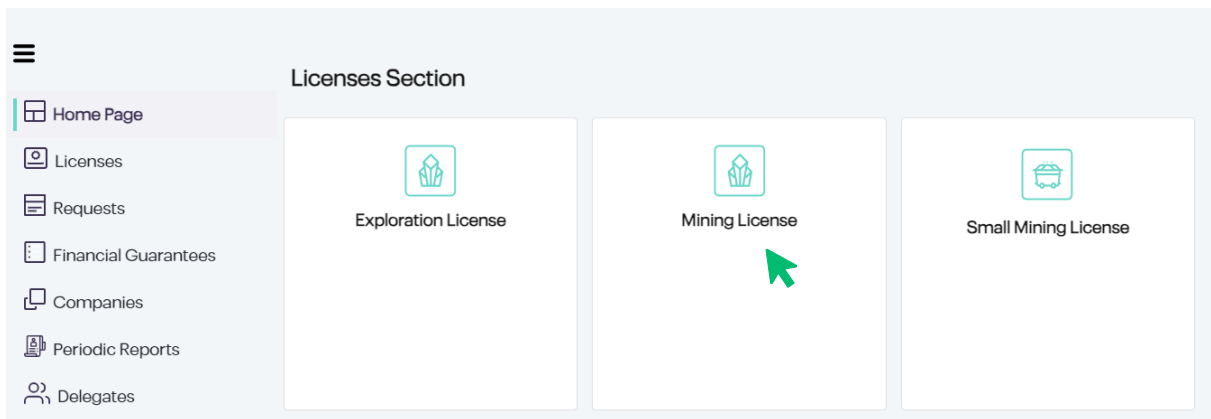 Licenses Section
Home Page
Licenses
Requests
Financial Guarantees
Companies
Periodic Reports
Delegates
Exploration License
Mining License
Small Mining License